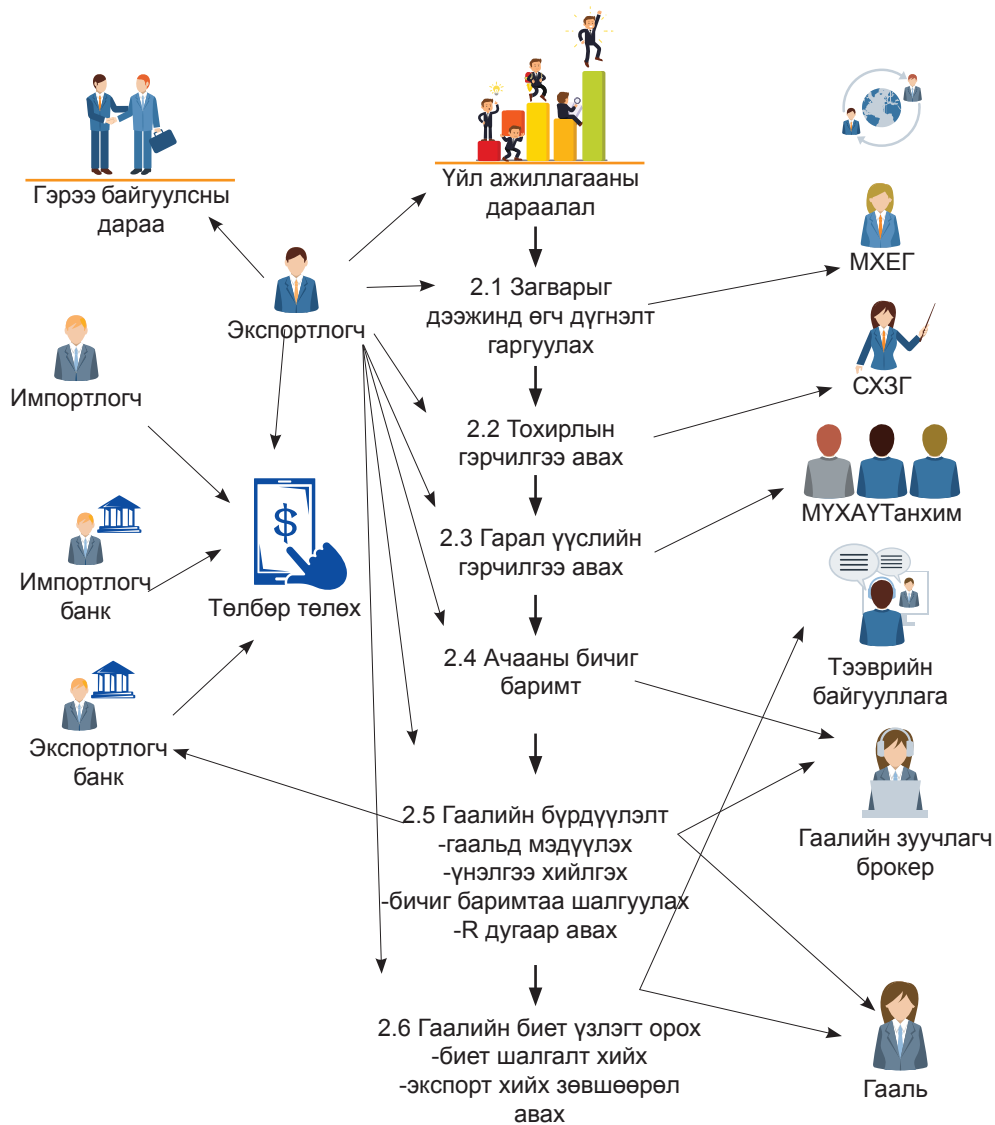 Гэрээ байгуулсны
дараа
Үйл ажиллагааны
дараалал
МХЕГ
Экспортлогч
2.1 Загварыг
дээжинд өгч дүгнэлт
гаргуулах
Импортлогч
СХЗГ
2.2 Тохирлын
гэрчилгээ авах
МҮХАҮТанхим
$
2.3 Гарал үүслийн
гэрчилгээ авах
Импортлогч
банк
Төлбөр төлөх
2.4 Ачааны бичиг
баримт
Тээврийн
байгууллага
Экспортлогч
банк
2.5 Гаалийн бүрдүүлэлт
-гаальд мэдүүлэх
-үнэлгээ хийлгэх
-бичиг баримтаа шалгуулах
-R дугаар авах
Гаалийн зуучлагч
брокер
2.6 Гаалийн биет үзлэгт орох
-биет шалгалт хийх
-экспорт хийх зөвшөөрөл
авах
Гааль